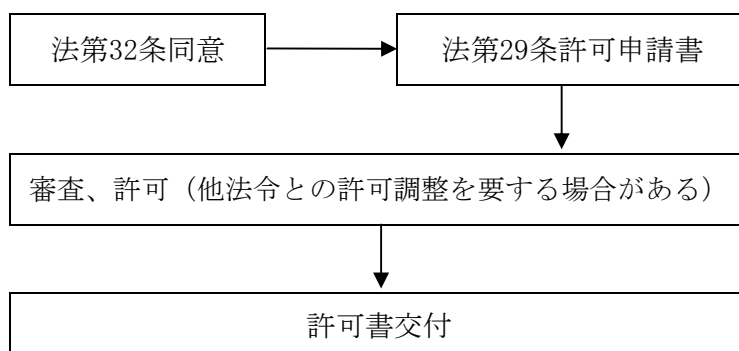 法第32条同意
法第29条許可申請書
審査、許可（他法令との許可調整を要する場合がある）
許可書交付